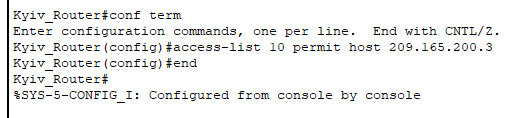 Kyiv_Router#conf term
Enter configuration commands, one per line.  End with CNTL/Z.
Kyiv_Router(config)#access-list 10 permit host 209.165.200.3
Kyiv_Router(config)#end
Kyiv_Router#
%SYS-5-CONFIG_I: Configured from console by console